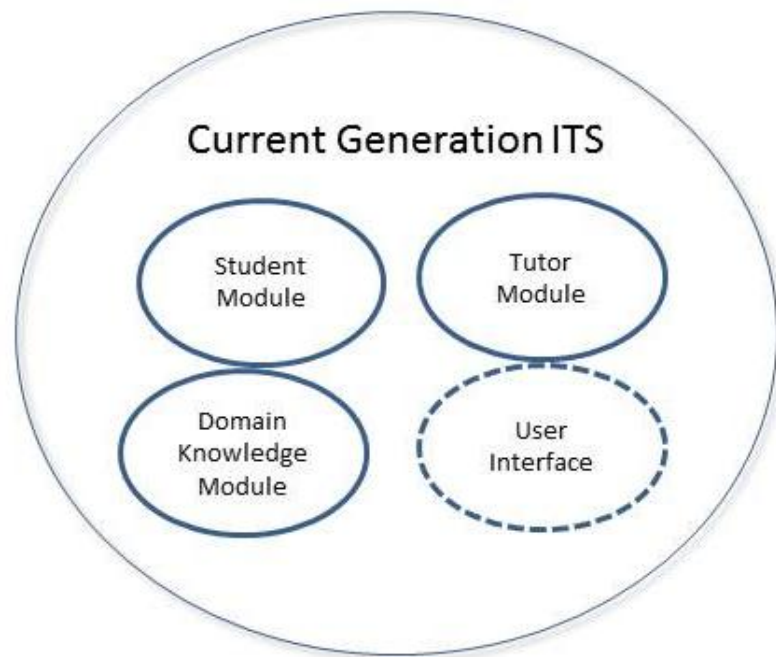 Current Generation ITS
Student
Module
Tutor
Module
Domain
Knowledge
Module
User
Interface